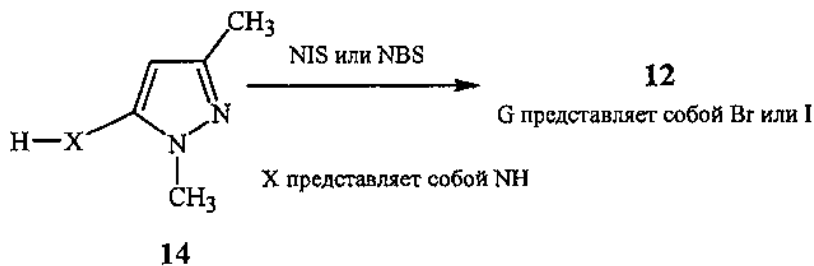 CH₃
NIS или NBS
12
G представляет собой Br или I
N
H—X
N
CH₃
X представляет собой NH
14